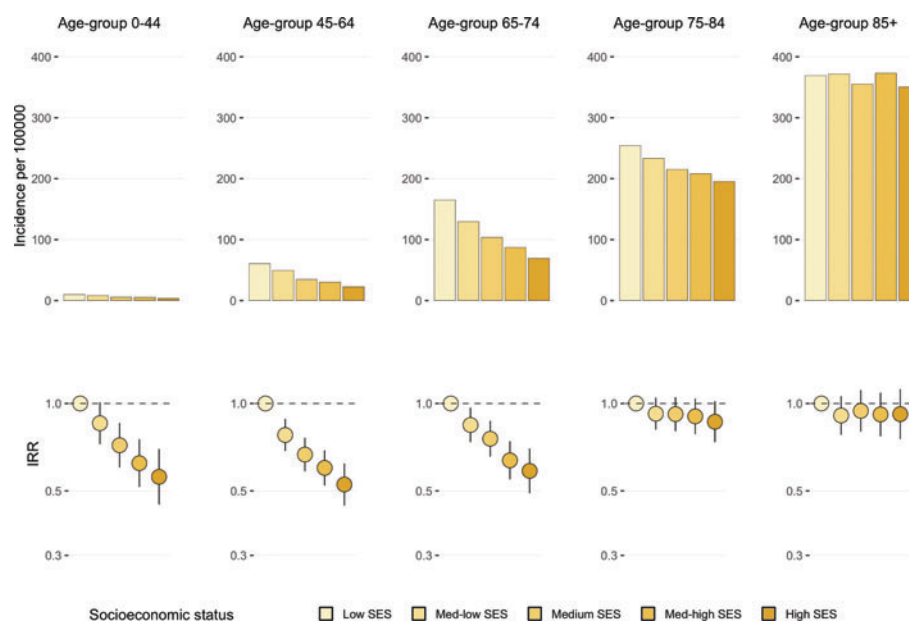 Age-group 0-44 Age-group 45-64 Age-group 65-74 Age-group 75-84 Age-group 85+
Incidence per 100000
400 400 400 400 400
300 300 300 300 300
200 200 200 200 200
100 100 100 100 100
0 0 0 0 0
IRR
1.0 1.0 1.0 1.0 1.0
0.5 0.5 0.5 0.5 0.5
0.3 0.3 0.3 0.3 0.3
Socioeconomic status Low SES Med-low SES Medium SES Med-high SES High SES